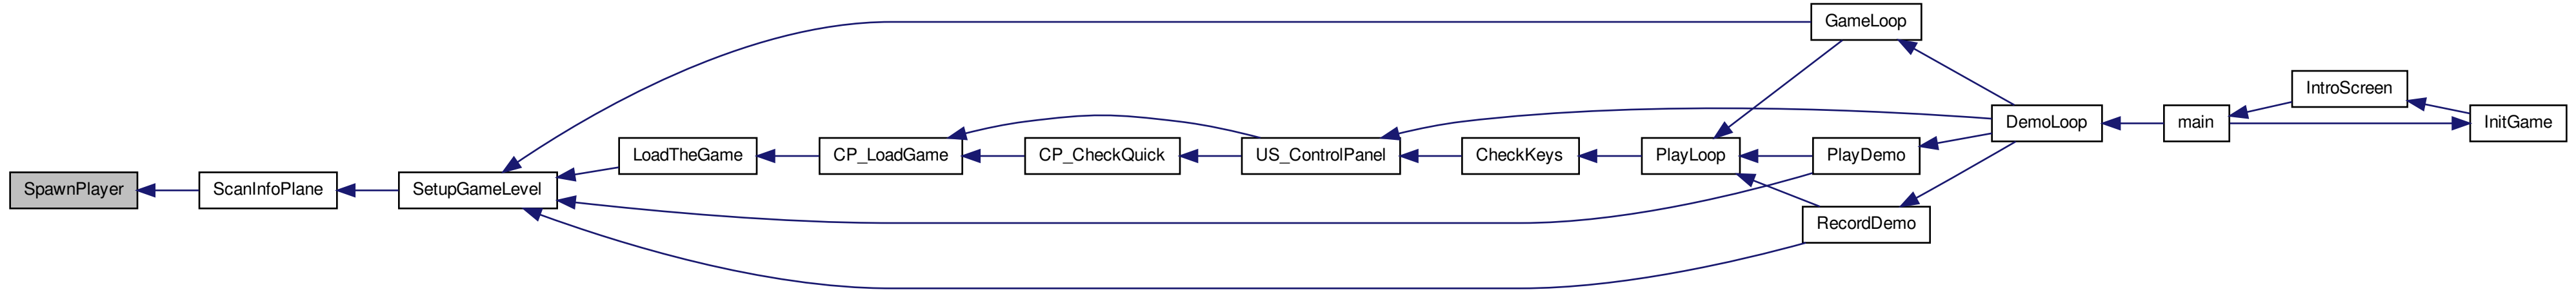 SpawnPlayer
ScanInfoPlane
SetupGameLevel
LoadTheGame
CP_LoadGame
CP_CheckQuick
US_ControlPanel
CheckKeys
PlayLoop
GameLoop
PlayDemo
RecordDemo
DemoLoop
main
IntroScreen
InitGame